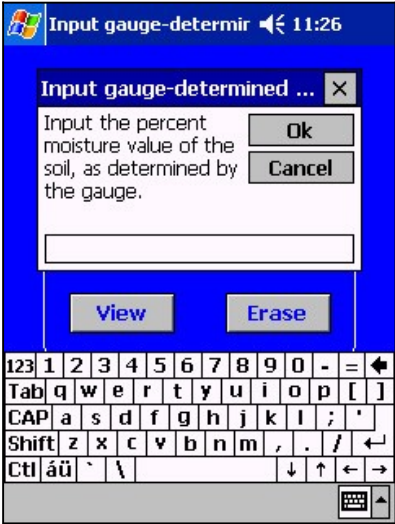 Input gauge-determir 11:26
Input gauge-determined ...
Input the percent
moisture value of the
soil, as determined by
the gauge.
Ok
Cancel
View Erase
123 1 2 3 4 5 6 7 8 9 0 - =
Tab q w e r t y u i o p [ ]
CAP a s d f g h j k l ; '
Shift z x c v b n m , . /
Ctl áü ` \ ↓ ↑ ← →